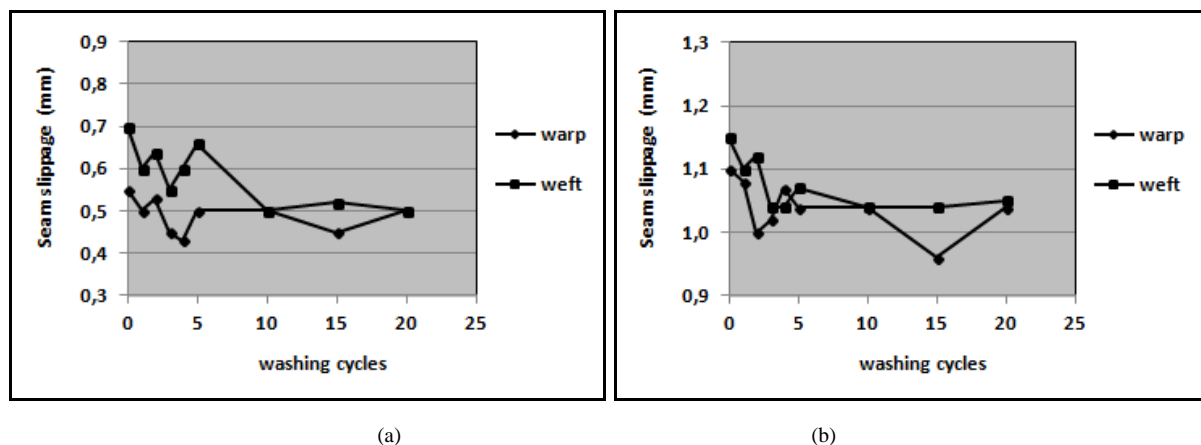 0,9
0,8
0,7
0,6
0,5
0,4
0,3
Seam slippage (mm)
0 5 10 15 20 25
washing cycles
warp
weft
(a)
1,3
1,2
1,1
1,0
0,9
Seam slippage (mm)
0 5 10 15 20 25
washing cycles
warp
weft
(b)